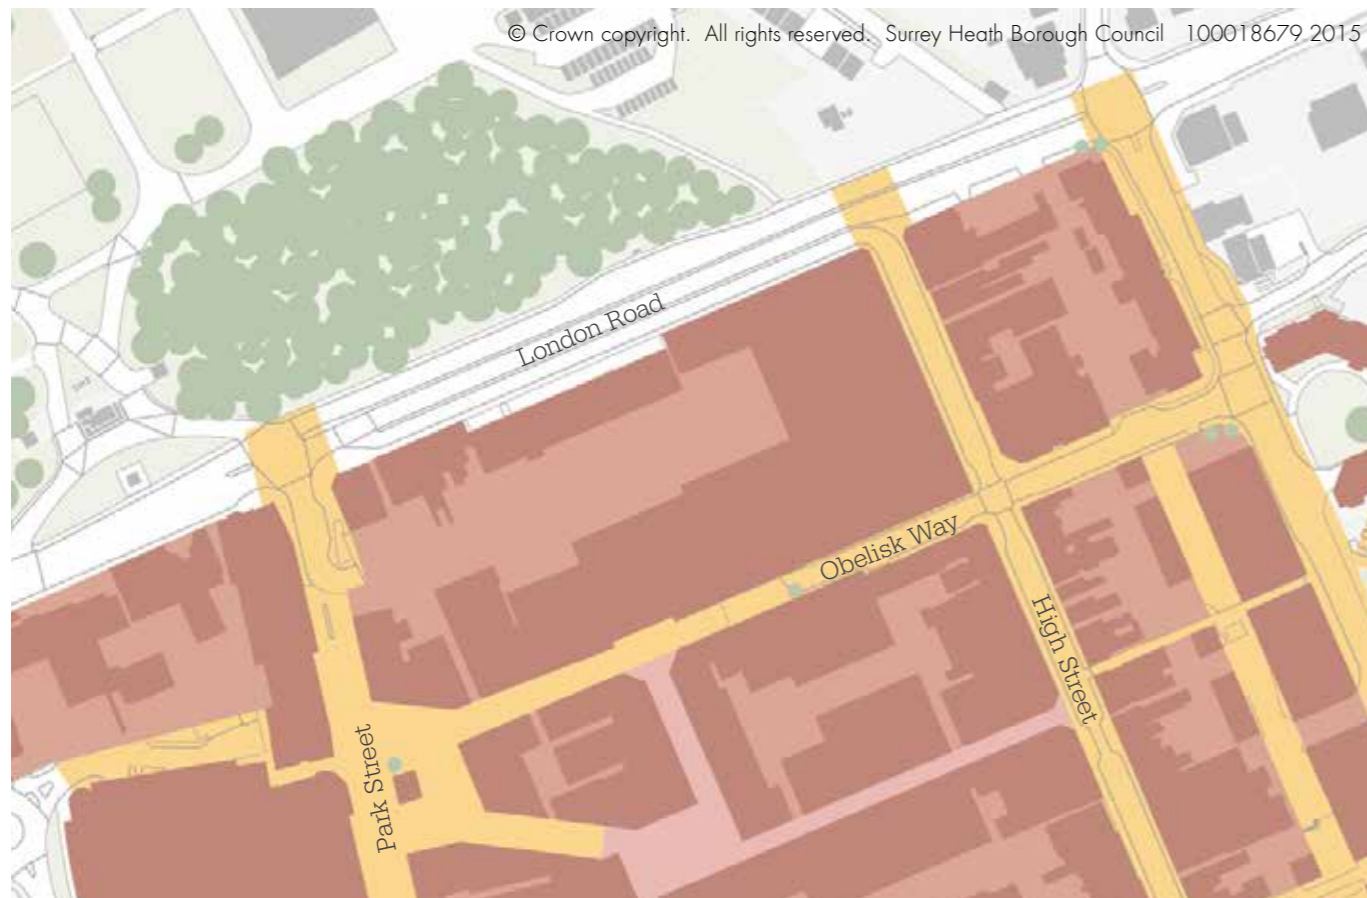 © Crown copyright. All rights reserved. Surrey Heath Borough Council 100018679 2015
London Road
Obelisk Way
High Street
Park Street